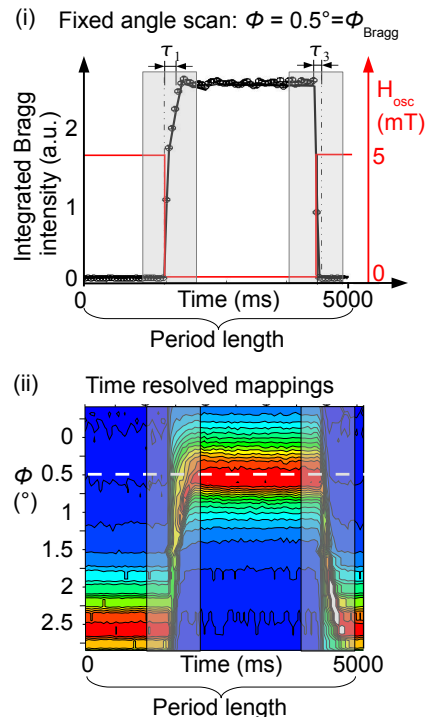 (i) Fixed angle scan: Φ = 0.5°=Φ_Bragg
τ₁ τ₃
Integrated Bragg
intensity (a.u.)
2
1
0
H_osc
(mT)
5
0
0 Time (ms) 5000
Period length
(ii) Time resolved mappings
Φ
(°)
0
0.5
1
1.5
2
2.5
0 Time (ms) 5000
Period length